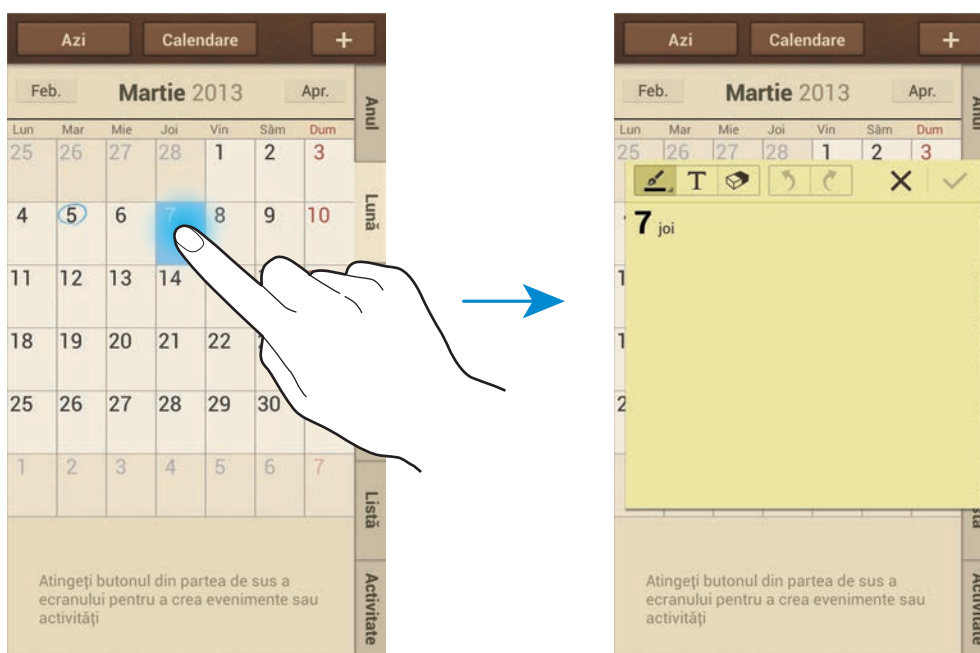 Azi Calendare +
Feb. Martie 2013 Apr.
Lun Mar Mie Joi Vin Sâm Dum
25 26 27 28 1 2 3
4 5 6 7 8 9 10
11 12 13 14
18 19 20 21 22
25 26 27 28 29 30
1 2 3 4 5 6 7
Anul
Lună
Listă
Activitate
Atingeți butonul din partea de sus a
ecranului pentru a crea evenimente sau
activități
Azi Calendare +
Feb. Martie 2013 Apr.
Lun Mar Mie Joi Vin Sâm Dum
25 26 27 28 1 2 3
T
7 joi
Anul
Activitate
Atingeți butonul din partea de sus a
ecranului pentru a crea evenimente sau
activități